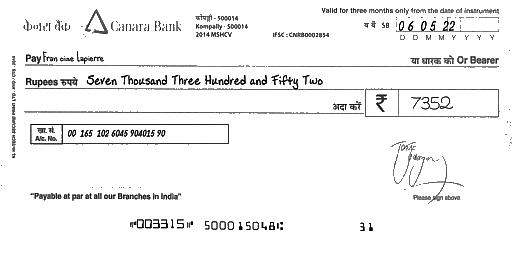 केनरा बैंक Canara Bank
कोंपल्ली - 500014
Kompally - 500014
2014 MSHCV
IFSC : CNRB0002854
Valid for three months only from the date of instrument
06 05 22
D D M M Y Y Y Y
Pay Francine Lapierre या धारक को Or Bearer
Rupees रुपये Seven Thousand Three Hundred and Fifty Two
अदा करें ₹ 7352
खा. सं.
A/c. No. 00 165 102 6045 904015 90
"Payable at par at all our Branches in India"
Please sign above
⑈003315⑈ 500015048⑆ 31